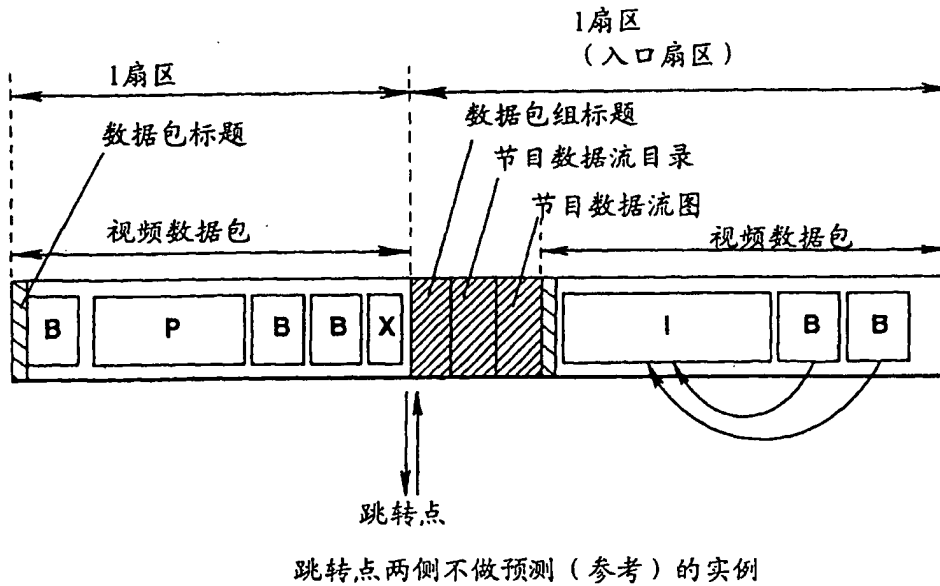 1扇区
1扇区
（入口扇区）
数据包标题
数据包组标题
节目数据流目录
节目数据流图
视频数据包
视频数据包
B
P
B
B
X
I
B
B
跳转点
跳转点两侧不做预测（参考）的实例